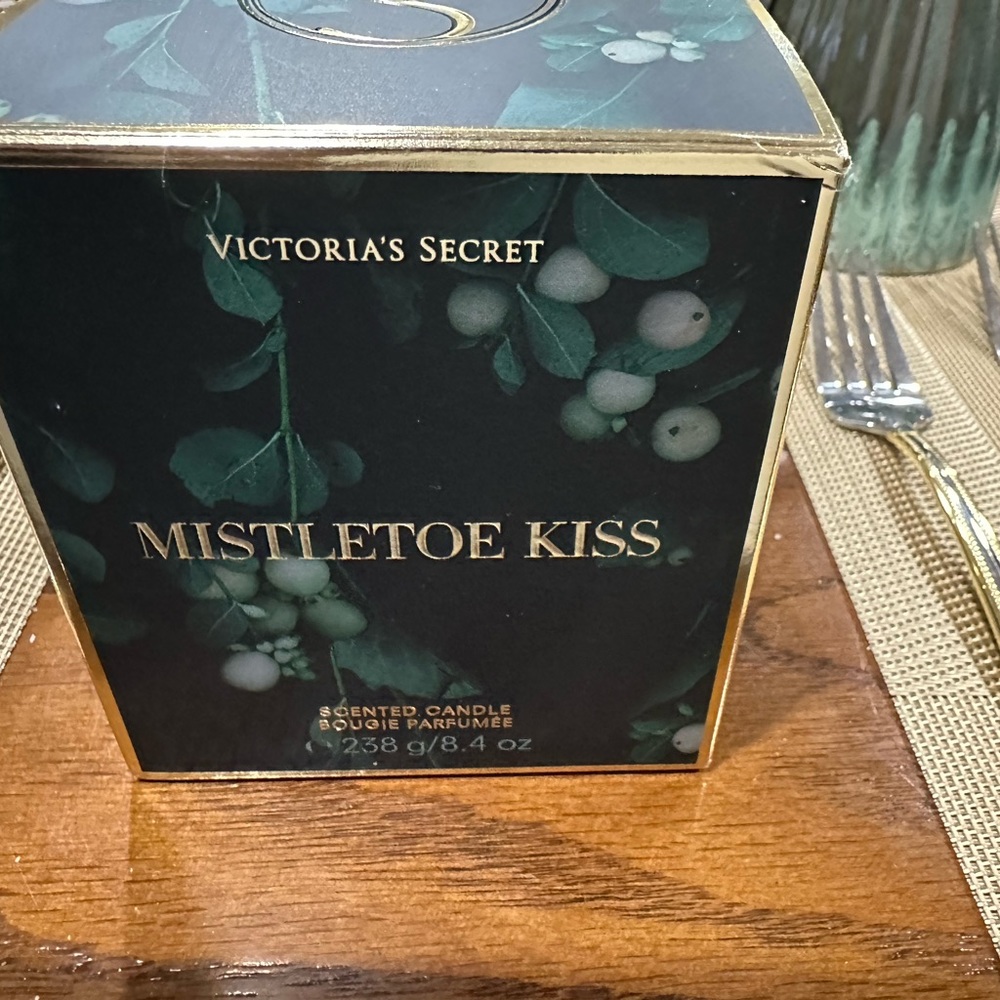 VICTORIA'S SECRET
MISTLETOE KISS
SCENTED CANDLE
BOUGIE PARFUMÉE
238 g/8.4 oz